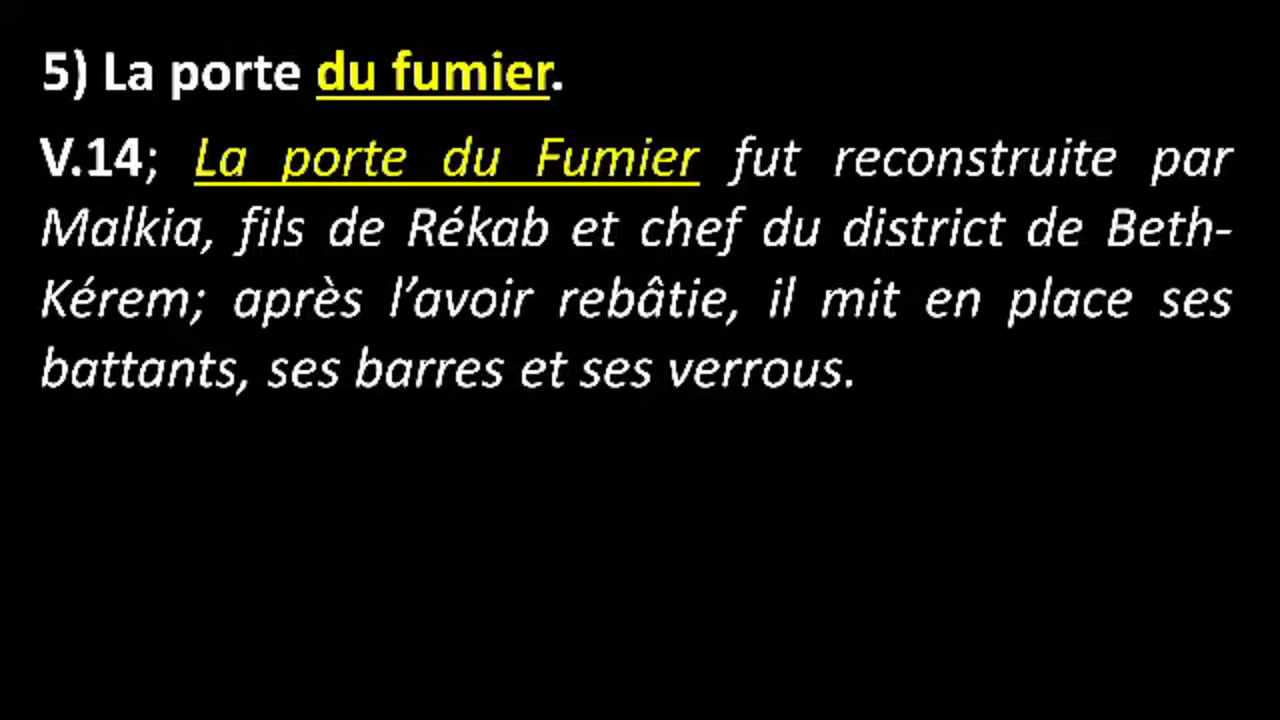 5) La porte du fumier.
V.14; La porte du Fumier fut reconstruite par
Malkia, fils de Rékab et chef du district de Beth-
Kérem; après l’avoir rebâtie, il mit en place ses
battants, ses barres et ses verrous.